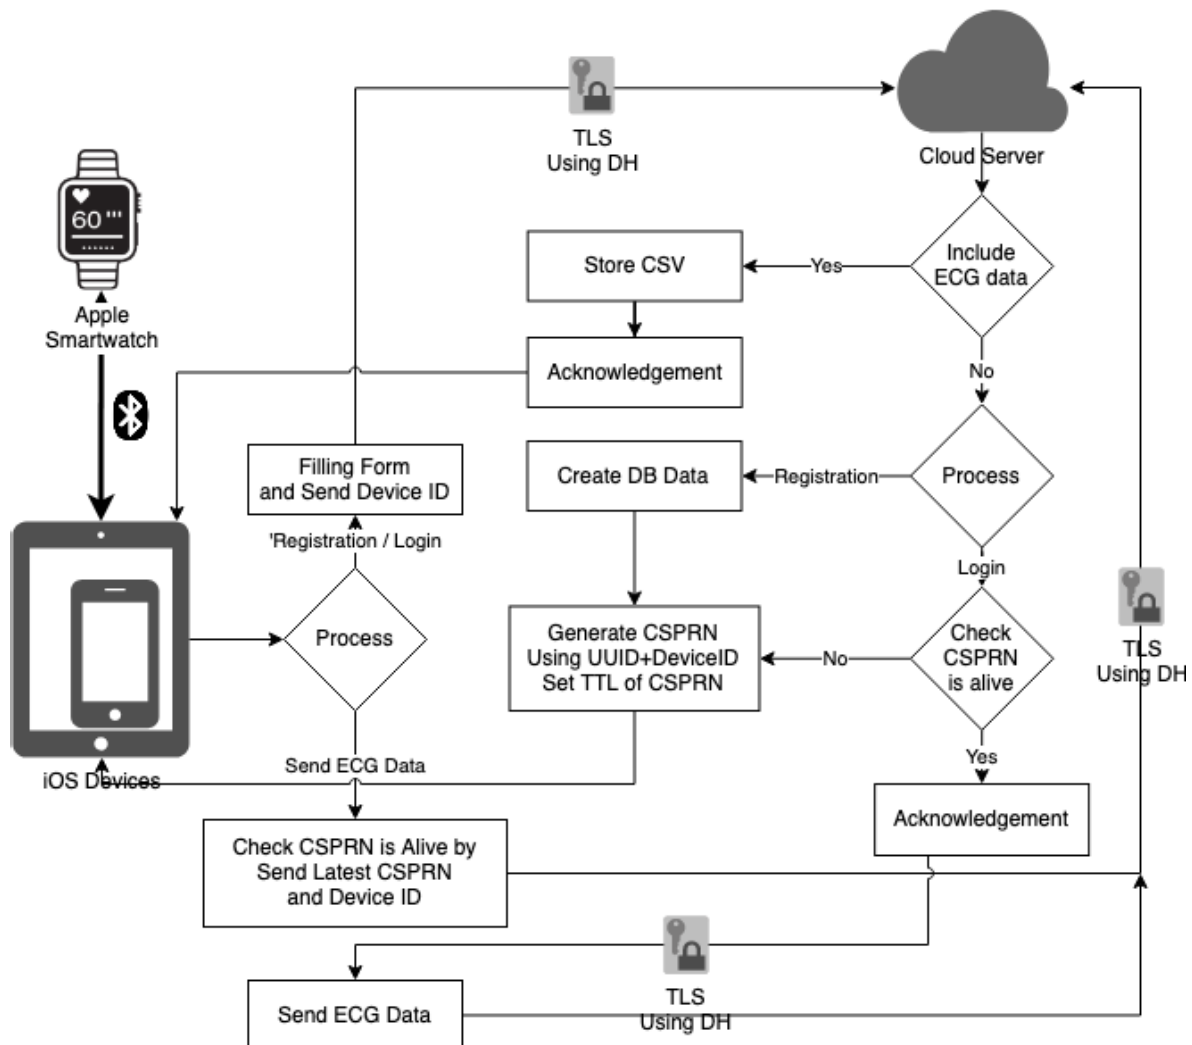 TLS
Using DH
Cloud Server
60
Apple
Smartwatch
Include
ECG data
Yes
Store CSV
Acknowledgement
No
Filling Form
and Send Device ID
Create DB Data
Registration
Process
'Registration / Login
Login
Process
Generate CSPRN
Using UUID+DeviceID
Set TTL of CSPRN
No
Check
CSPRN
is alive
TLS
Using DH
iOS Devices
Send ECG Data
Yes
Acknowledgement
Check CSPRN is Alive by
Send Latest CSPRN
and Device ID
Send ECG Data
TLS
Using DH